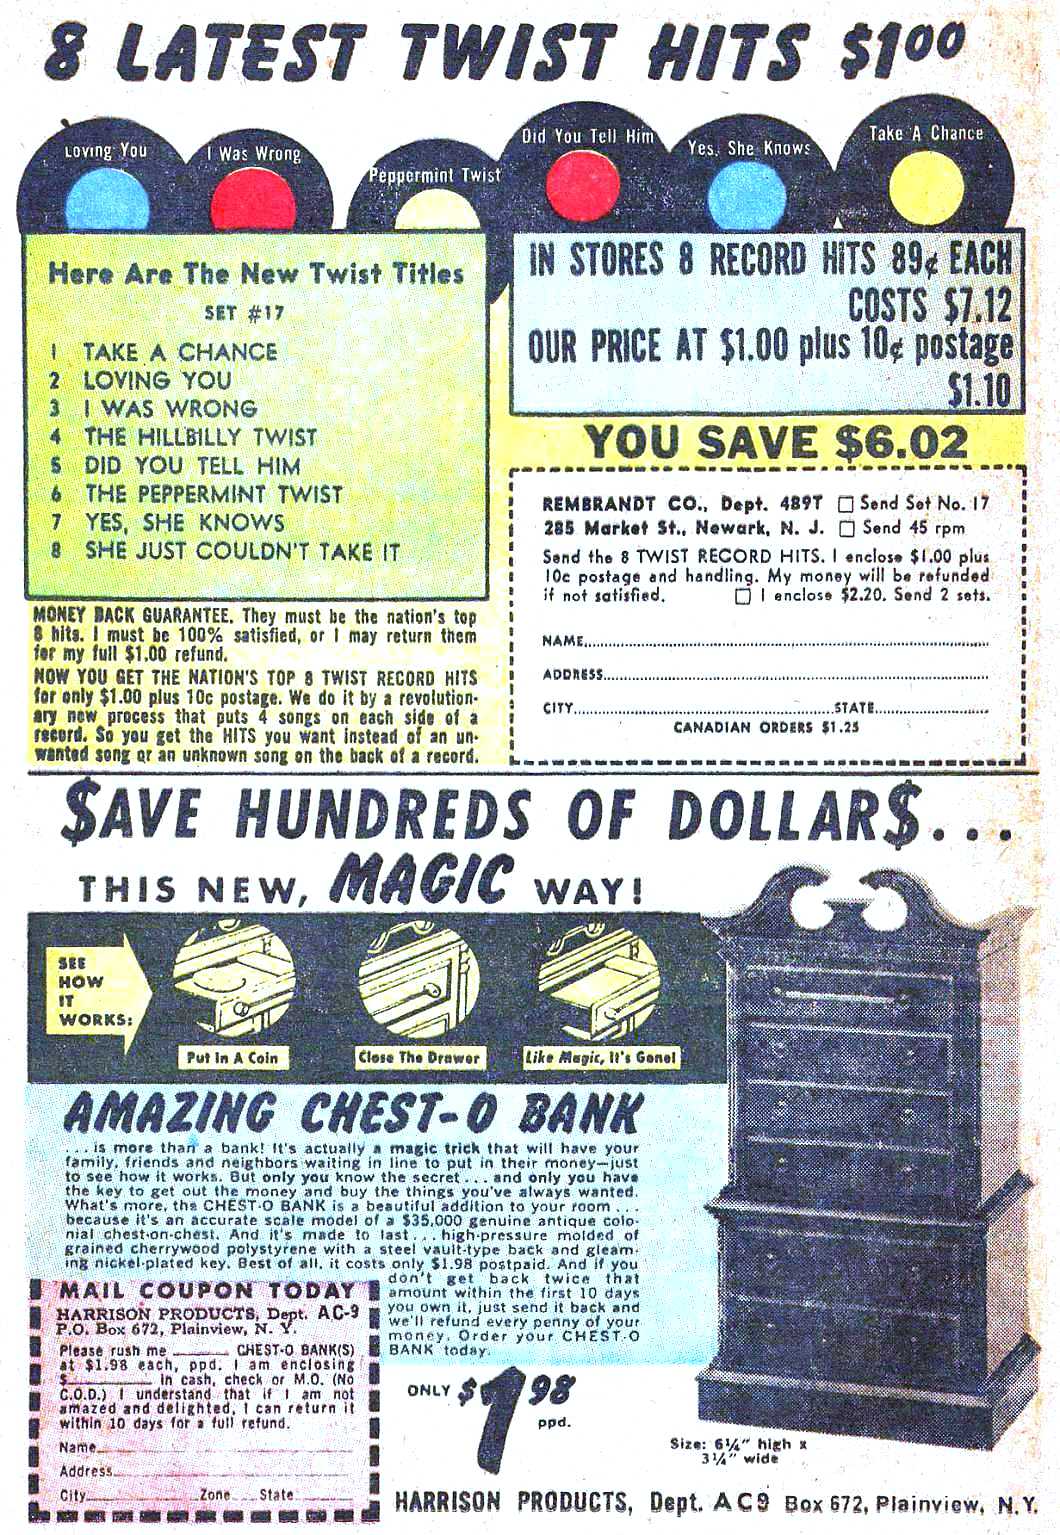 8 LATEST TWIST HITS $1 00
Loving You
I Was Wrong
Peppermint Twist
Did You Tell Him
Yes, She Knows
Take A Chance
Here Are The New Twist Titles
SET #17
1 TAKE A CHANCE
2 LOVING YOU
3 I WAS WRONG
4 THE HILLBILLY TWIST
5 DID YOU TELL HIM
6 THE PEPPERMINT TWIST
7 YES, SHE KNOWS
8 SHE JUST COULDN'T TAKE IT
MONEY BACK GUARANTEE. They must be the nation's top
8 hits. I must be 100% satisfied, or I may return them
for my full $1.00 refund.
NOW YOU GET THE NATION'S TOP 8 TWIST RECORD HITS
for only $1.00 plus 10c postage. We do it by a revolution-
ary new process that puts 4 songs on each side of a
record. So you get the HITS you want instead of an un-
wanted song or an unknown song on the back of a record.
IN STORES 8 RECORD HITS 89¢ EACH
COSTS $7.12
OUR PRICE AT $1.00 plus 10¢ postage
$1.10
YOU SAVE $6.02
REMBRANDT CO., Dept. 489T □ Send Set No. 17
285 Market St., Newark, N. J. □ Send 45 rpm
Send the 8 TWIST RECORD HITS. I enclose $1.00 plus
10c postage and handling. My money will be refunded
if not satisfied. □ I enclose $2.20. Send 2 sets.
NAME
ADDRESS
CITY STATE
CANADIAN ORDERS $1.25
$AVE HUNDREDS OF DOLLAR$...
THIS NEW, MAGIC WAY!
SEE
HOW
IT
WORKS:
Put In A Coin
Close The Drawer
Like Magic, It's Gone!
AMAZING CHEST-O BANK
... is more than a bank! It's actually a magic trick that will have your
family, friends and neighbors waiting in line to put in their money—just
to see how it works. But only you know the secret... and only you have
the key to get out the money and buy the things you've always wanted.
What's more, the CHEST-O BANK is a beautiful addition to your room...
because it's an accurate scale model of a $35,000 genuine antique colo-
nial chest-on-chest. And it's made to last... high-pressure molded of
grained cherrywood polystyrene with a steel vault-type back and gleam-
ing nickel-plated key. Best of all, it costs only $1.98 postpaid. And if you
don't get back twice that
amount within the first 10 days
you own it, just send it back and
we'll refund every penny of your
money. Order your CHEST-O
BANK today.
MAIL COUPON TODAY
HARRISON PRODUCTS, Dept. AC-9
P.O. Box 672, Plainview, N. Y.
Please rush me CHEST-O BANK(S)
at $1.98 each, ppd. I am enclosing
$ in cash, check or M.O. (No
C.O.D.) I understand that if I am not
amazed and delighted, I can return it
within 10 days for a full refund.
Name
Address
City Zone State
ONLY $1 98
ppd.
Size: 6¼" high x
3¼" wide
HARRISON PRODUCTS, Dept. AC9 Box 672, Plainview, N.Y.